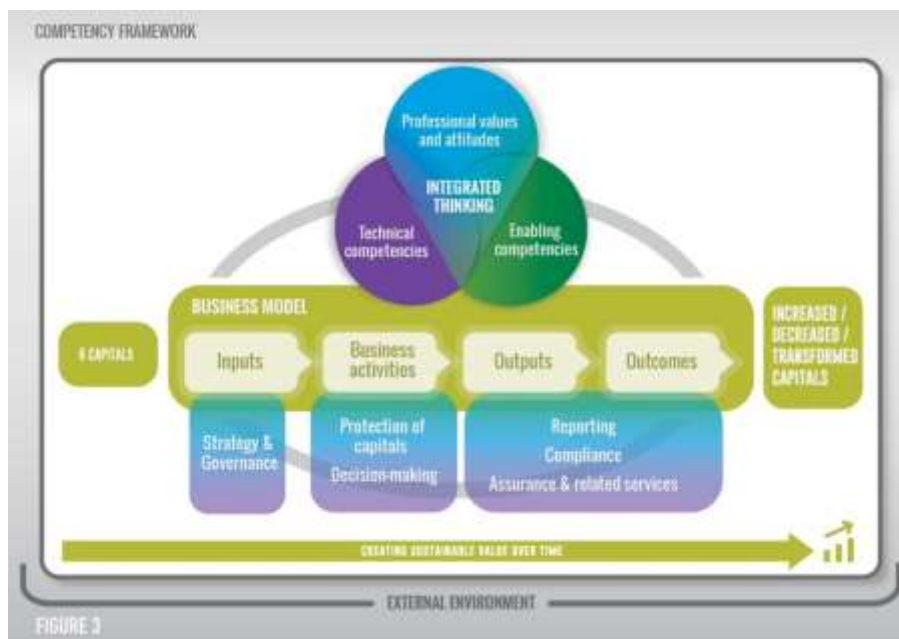 COMPETENCY FRAMEWORK
Professional values
and attitudes
INTEGRATED
THINKING
Technical
competencies
Enabling
competencies
BUSINESS MODEL
6 CAPITALS
Inputs
Business
activities
Outputs
Outcomes
INCREASED /
DECREASED /
TRANSFORMED
CAPITALS
Strategy &
Governance
Protection of
capitals
Decision-making
Reporting
Compliance
Assurance & related services
CREATING SUSTAINABLE VALUE OVER TIME
EXTERNAL ENVIRONMENT
FIGURE 3